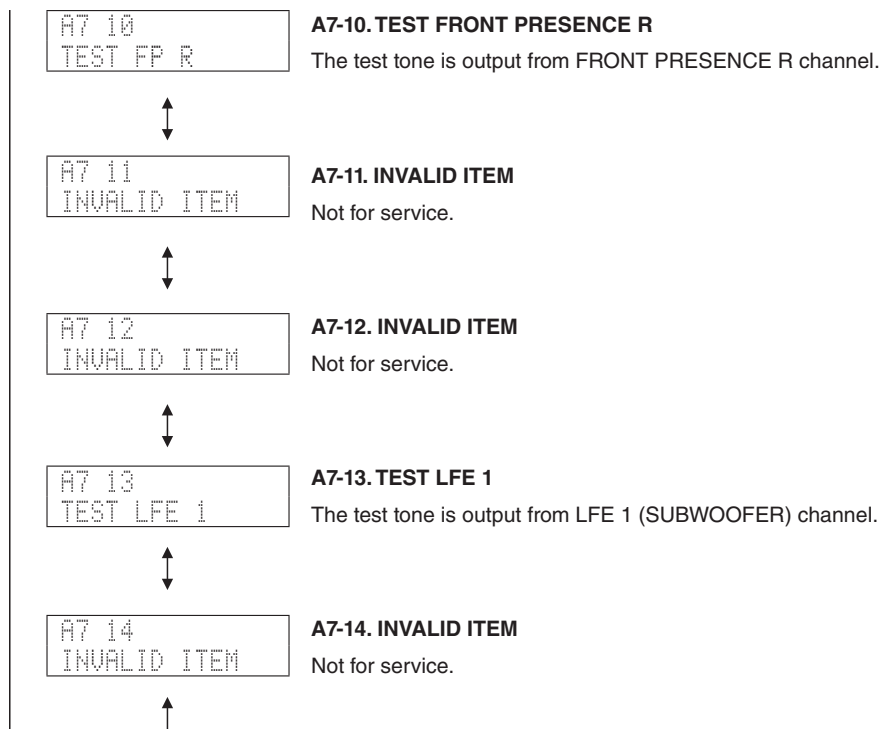 A7 10
TEST FP R
A7-10. TEST FRONT PRESENCE R
The test tone is output from FRONT PRESENCE R channel.
A7 11
INVALID ITEM
A7-11. INVALID ITEM
Not for service.
A7 12
INVALID ITEM
A7-12. INVALID ITEM
Not for service.
A7 13
TEST LFE 1
A7-13. TEST LFE 1
The test tone is output from LFE 1 (SUBWOOFER) channel.
A7 14
INVALID ITEM
A7-14. INVALID ITEM
Not for service.